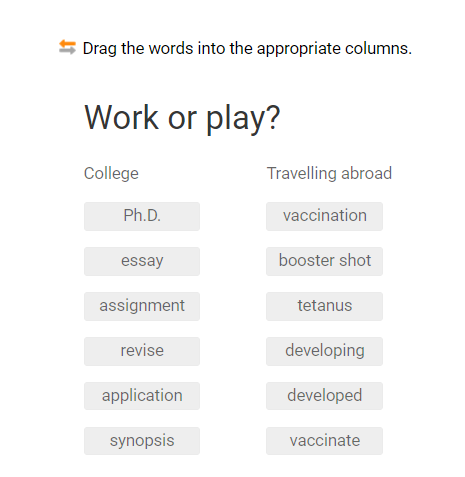 Drag the words into the appropriate columns.
Work or play?
College Travelling abroad
Ph.D. vaccination
essay booster shot
assignment tetanus
revise developing
application developed
synopsis vaccinate